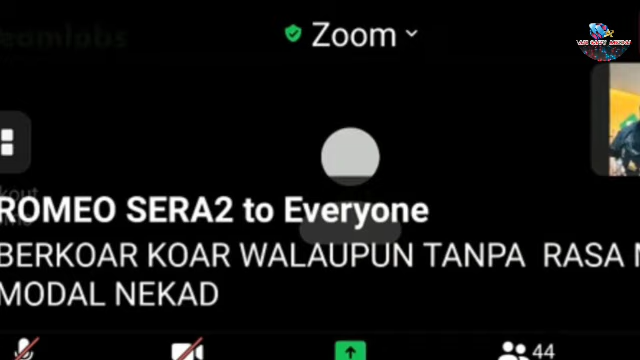 Zoom
ROMEO SERA2 to Everyone
BERKOAR KOAR WALAUPUN TANPA RASA
MODAL NEKAD
44